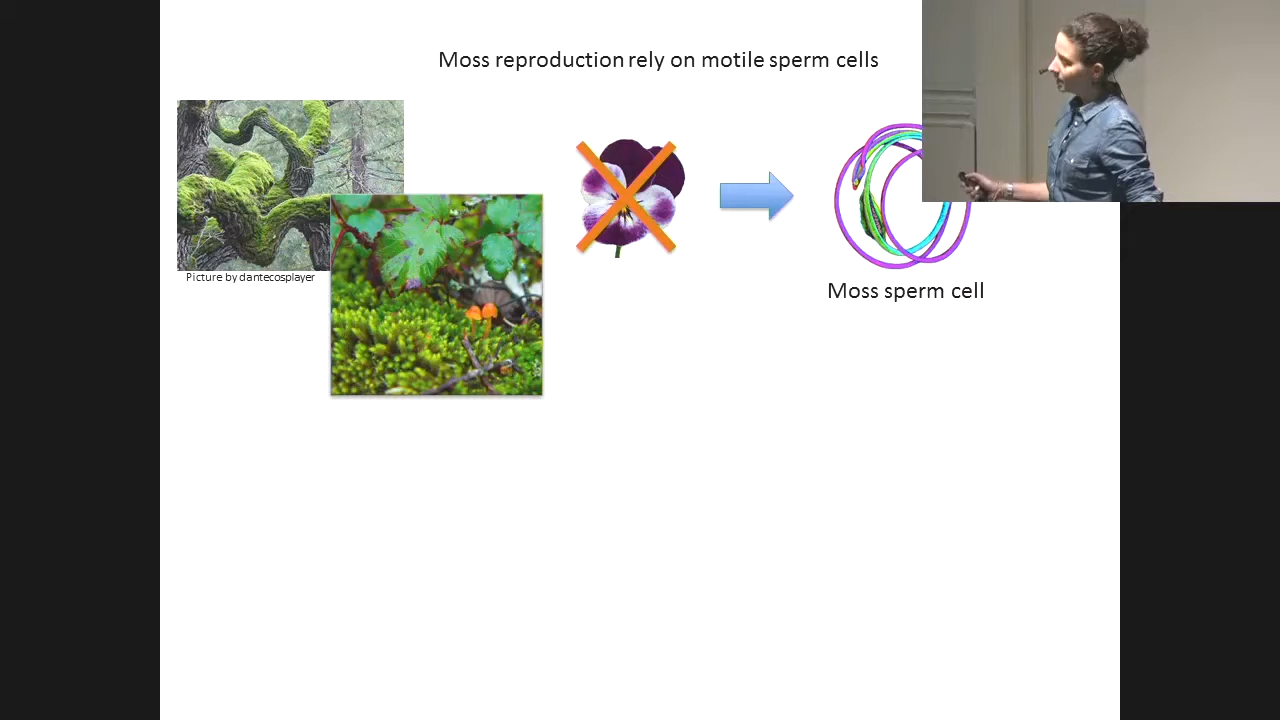 Moss reproduction rely on motile sperm cells
Picture by dantecosplayer
Moss sperm cell